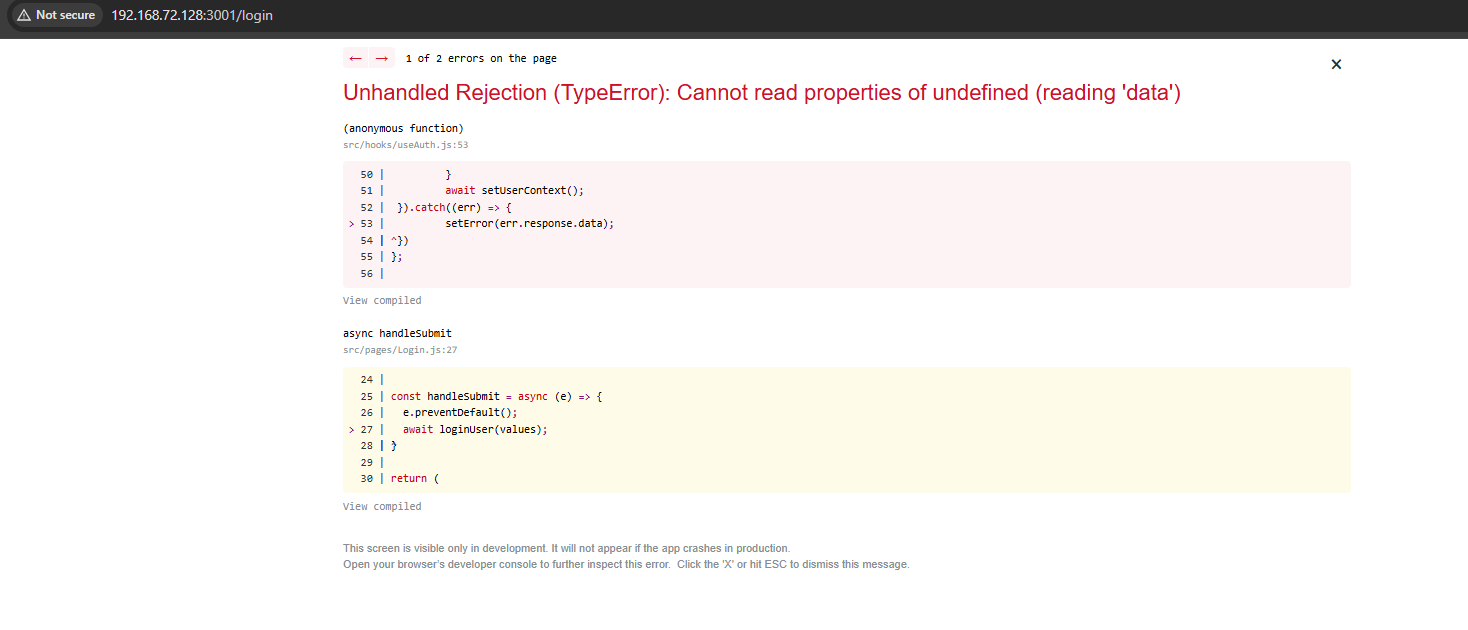 Not secure 192.168.72.128:3001/login
← → 1 of 2 errors on the page ×
Unhandled Rejection (TypeError): Cannot read properties of undefined (reading 'data')
(anonymous function)
src/hooks/useAuth.js:53
50 | }
51 | await setUserContext();
52 | }).catch((err) => {
> 53 | setError(err.response.data);
54 | ^})
55 | };
56 |
View compiled
async handleSubmit
src/pages/Login.js:27
24 |
25 | const handleSubmit = async (e) => {
26 | e.preventDefault();
> 27 | await loginUser(values);
28 | }
29 |
30 | return (
View compiled
This screen is visible only in development. It will not appear if the app crashes in production.
Open your browser's developer console to further inspect this error. Click the 'X' or hit ESC to dismiss this message.